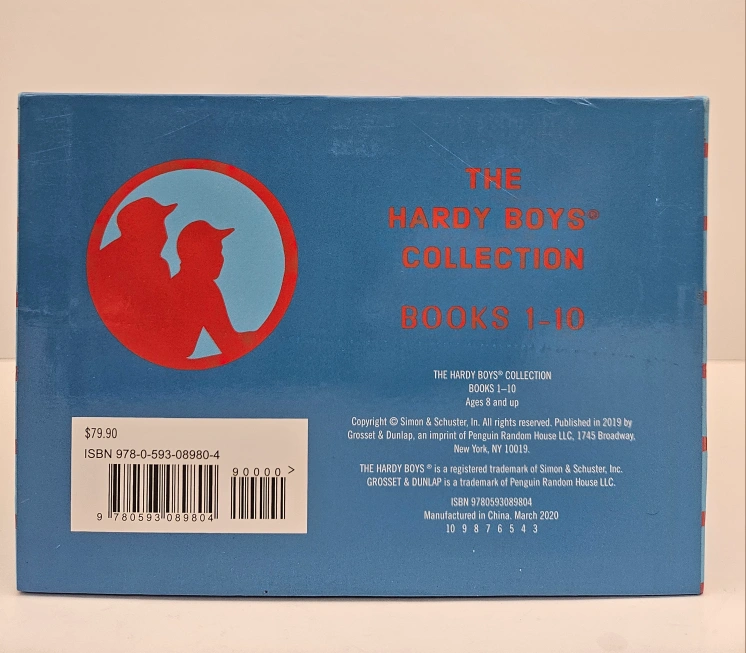 THE
HARDY BOYS®
COLLECTION
BOOKS 1-10
THE HARDY BOYS® COLLECTION
BOOKS 1–10
Ages 8 and up
Copyright © Simon & Schuster, In. All rights reserved. Published in 2019 by
Grosset & Dunlap, an imprint of Penguin Random House LLC, 1745 Broadway,
New York, NY 10019.
THE HARDY BOYS ® is a registered trademark of Simon & Schuster, Inc.
GROSSET & DUNLAP is a trademark of Penguin Random House LLC.
ISBN 9780593089804
Manufactured in China. March 2020
10 9 8 7 6 5 4 3
$79.90
ISBN 978-0-593-08980-4
90000>
9 780593 089804